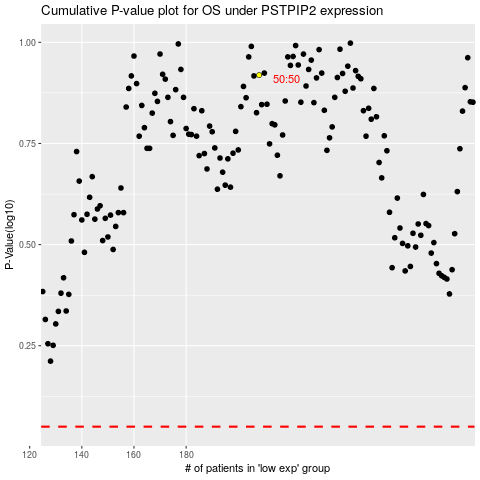 Cumulative P-value plot for OS under PSTPIP2 expression
1.00
50:50
0.75
P-Value(log10)
0.50
0.25
120 140 160 180
# of patients in 'low exp' group